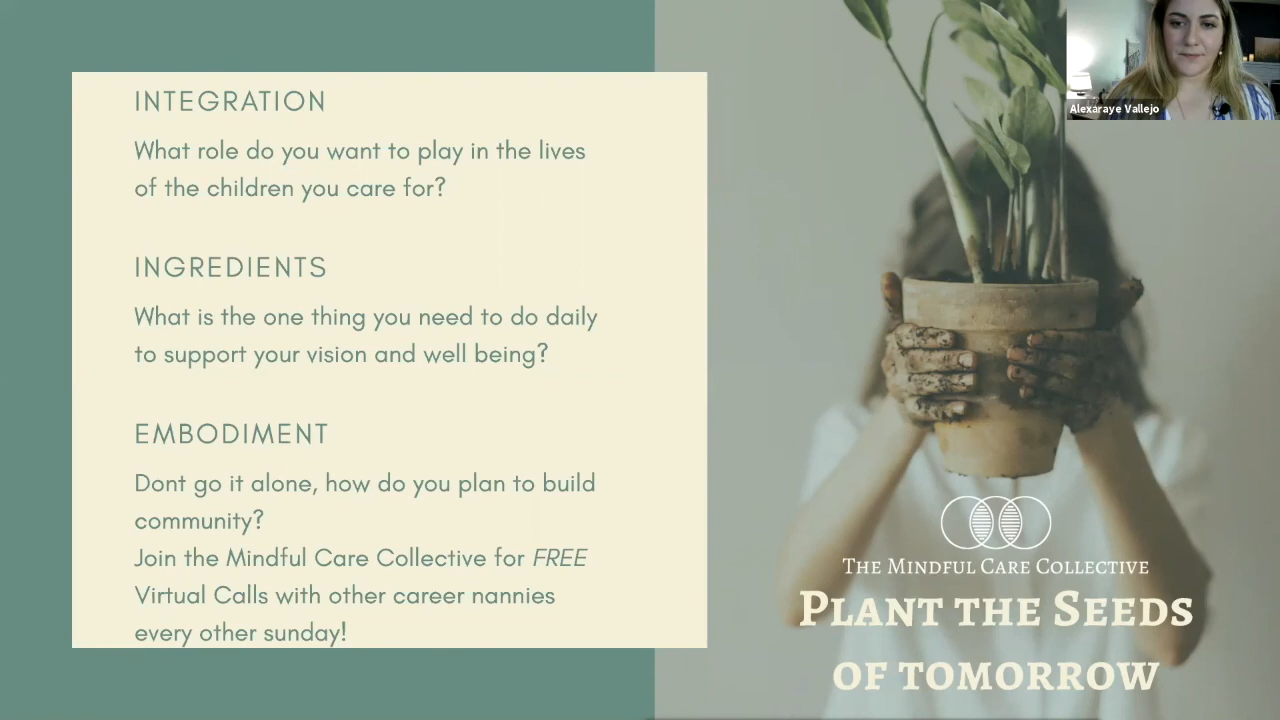 INTEGRATION
What role do you want to play in the lives
of the children you care for?
INGREDIENTS
What is the one thing you need to do daily
to support your vision and well being?
EMBODIMENT
Dont go it alone, how do you plan to build
community?
Join the Mindful Care Collective for FREE
Virtual Calls with other career nannies
every other sunday!
Alexaraye Vallejo
The Mindful Care Collective
Plant the Seeds
of tomorrow